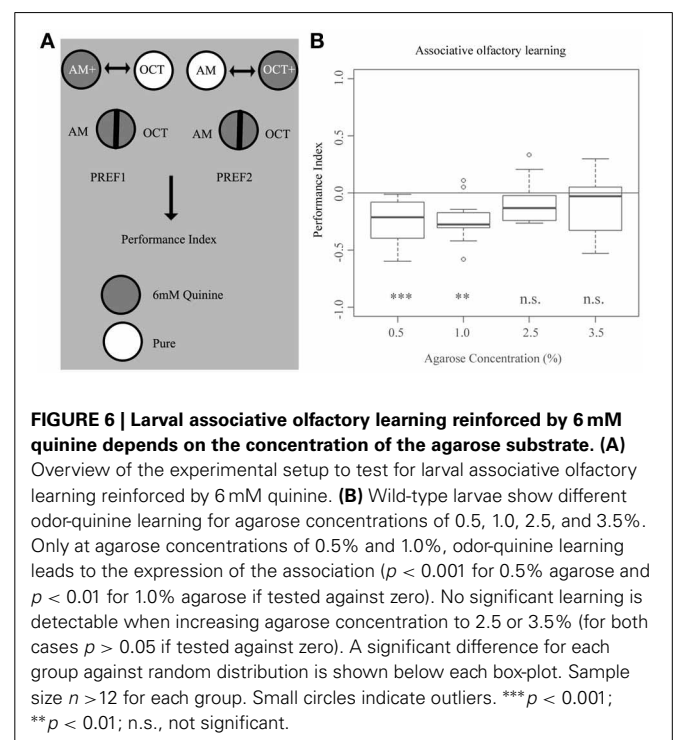 A
AM+ OCT AM OCT+
AM OCT AM OCT
PREF1 PREF2
Performance Index
6mM Quinine
Pure
B
Associative olfactory learning
Performance Index
1.0
0.5
0.0
-0.5
-1.0
*** ** n.s. n.s.
0.5 1.0 2.5 3.5
Agarose Concentration (%)
FIGURE 6 | Larval associative olfactory learning reinforced by 6 mM
quinine depends on the concentration of the agarose substrate. (A)
Overview of the experimental setup to test for larval associative olfactory
learning reinforced by 6 mM quinine. (B) Wild-type larvae show different
odor-quinine learning for agarose concentrations of 0.5, 1.0, 2.5, and 3.5%.
Only at agarose concentrations of 0.5% and 1.0%, odor-quinine learning
leads to the expression of the association (p < 0.001 for 0.5% agarose and
p < 0.01 for 1.0% agarose if tested against zero). No significant learning is
detectable when increasing agarose concentration to 2.5 or 3.5% (for both
cases p > 0.05 if tested against zero). A significant difference for each
group against random distribution is shown below each box-plot. Sample
size n >12 for each group. Small circles indicate outliers. ***p < 0.001;
**p < 0.01; n.s., not significant.